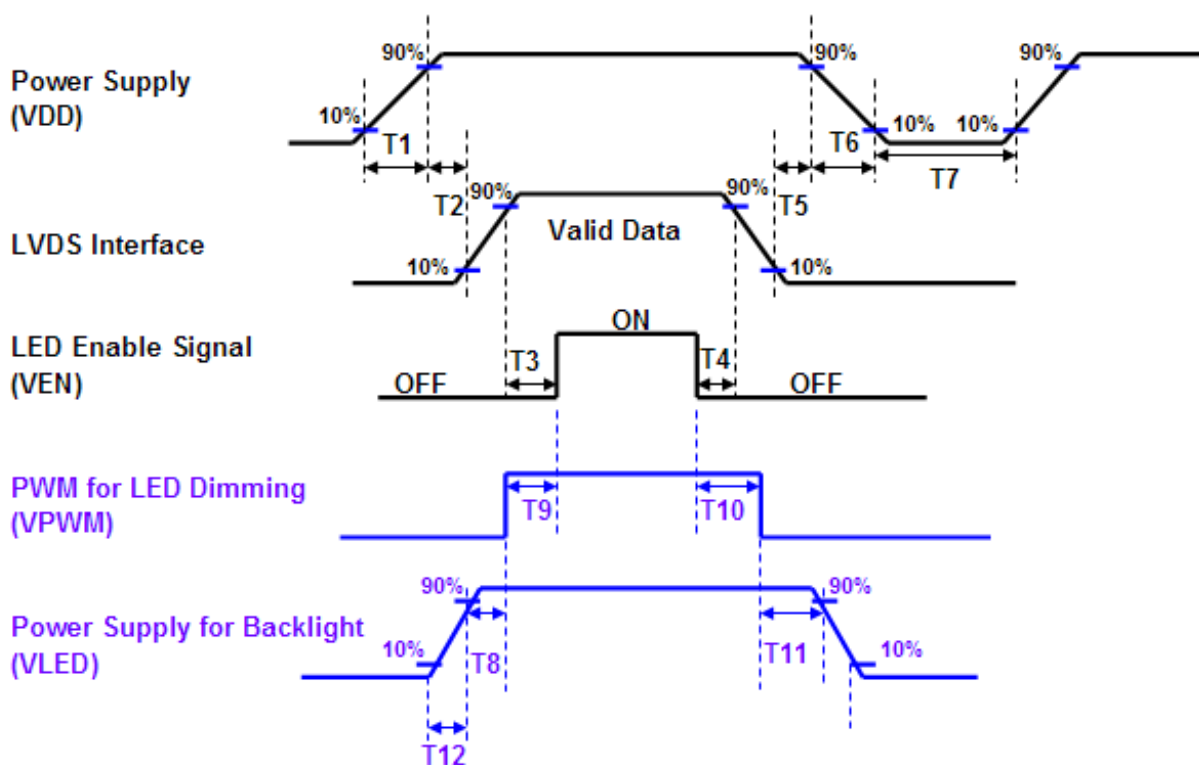 90%
90%
90%
Power Supply
(VDD)
10%
10%
10%
T1
T6
T7
T2
90%
90%
T5
LVDS Interface
Valid Data
10%
10%
ON
LED Enable Signal
(VEN)
T3
T4
OFF
OFF
PWM for LED Dimming
(VPWM)
T9
T10
90%
90%
Power Supply for Backlight
(VLED)
10%
10%
T8
T11
T12